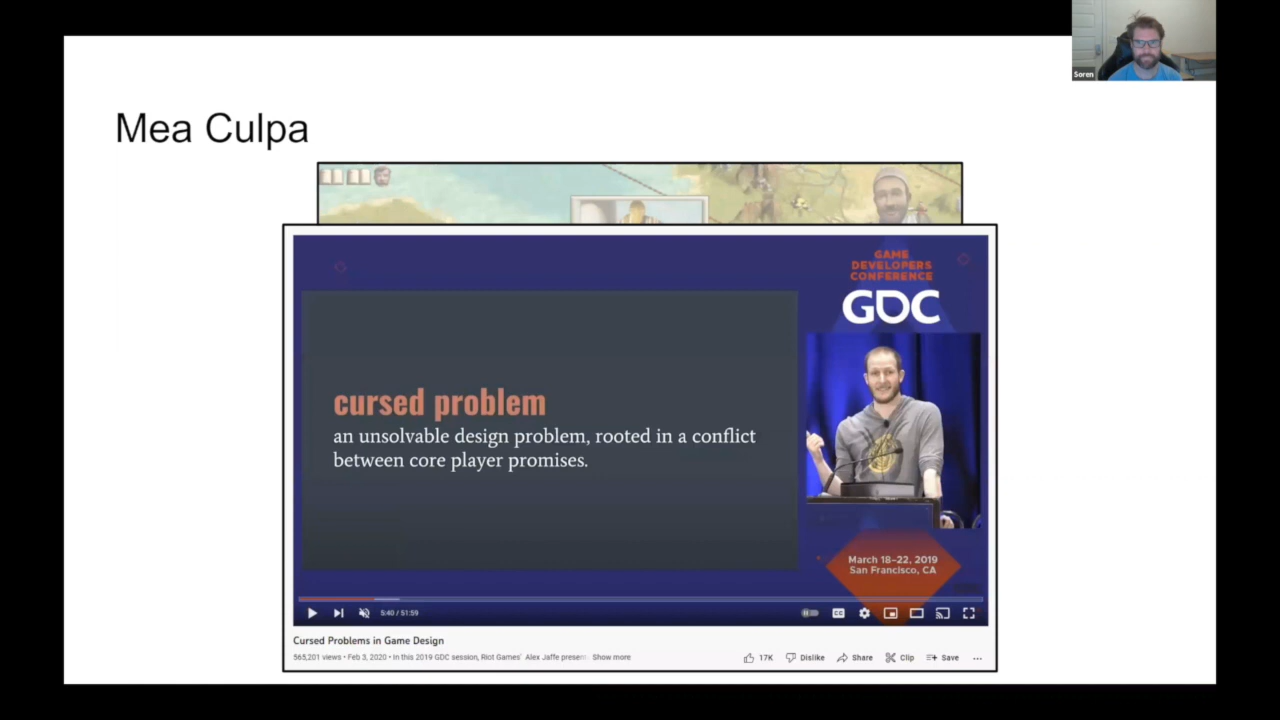 Soren
Mea Culpa
GAME
DEVELOPERS
CONFERENCE
GDC
cursed problem
an unsolvable design problem, rooted in a conflict
between core player promises.
March 18-22, 2019
San Francisco, CA
5:40 / 51:59
CC
Cursed Problems in Game Design
565,201 views • Feb 3, 2020 • In this 2019 GDC session, Riot Games' Alex Jaffe presen Show more
17K Dislike Share Clip Save ...